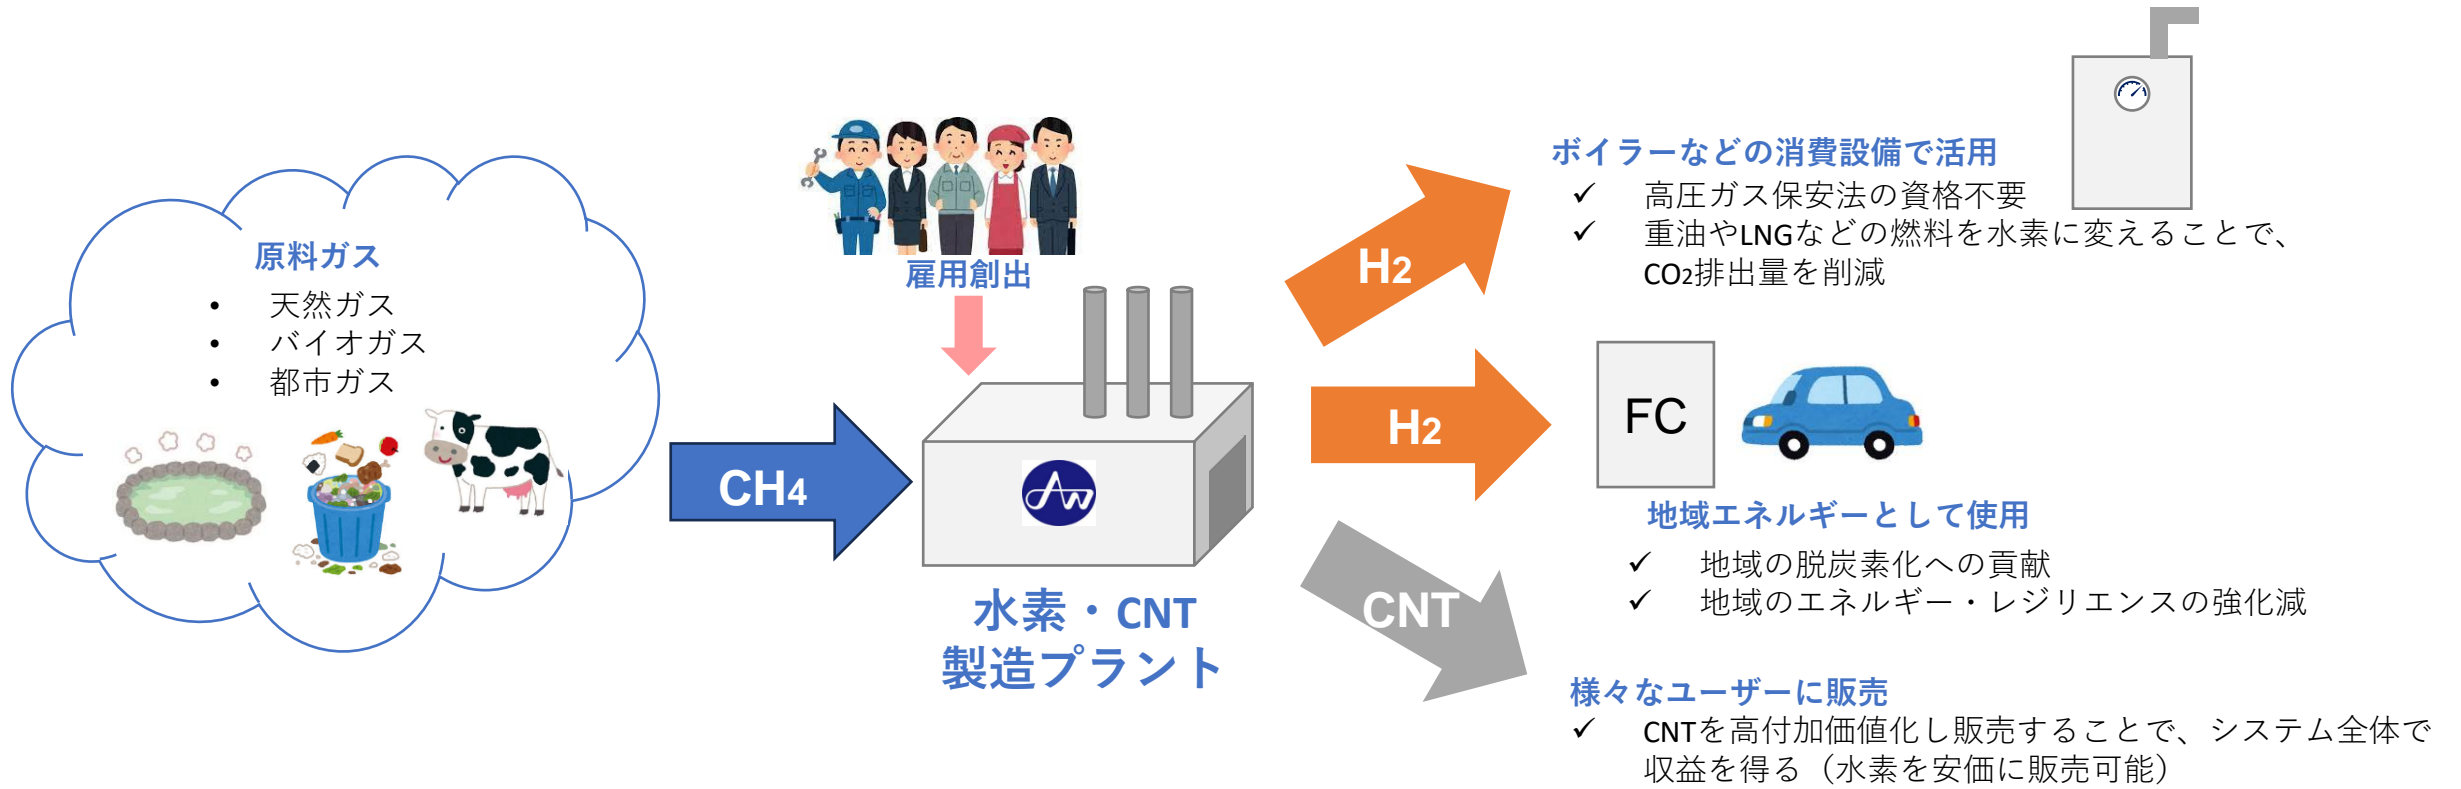 原料ガス
• 天然ガス
• バイオガス
• 都市ガス
CH4
雇用創出
AW
水素・CNT
製造プラント
H2
H2
CNT
ボイラーなどの消費設備で活用
✓ 高圧ガス保安法の資格不要
✓ 重油やLNGなどの燃料を水素に変えることで、
CO2排出量を削減
FC
地域エネルギーとして使用
✓ 地域の脱炭素化への貢献
✓ 地域のエネルギー・レジリエンスの強化減
様々なユーザーに販売
✓ CNTを高付加価値化し販売することで、システム全体で
収益を得る（水素を安価に販売可能）